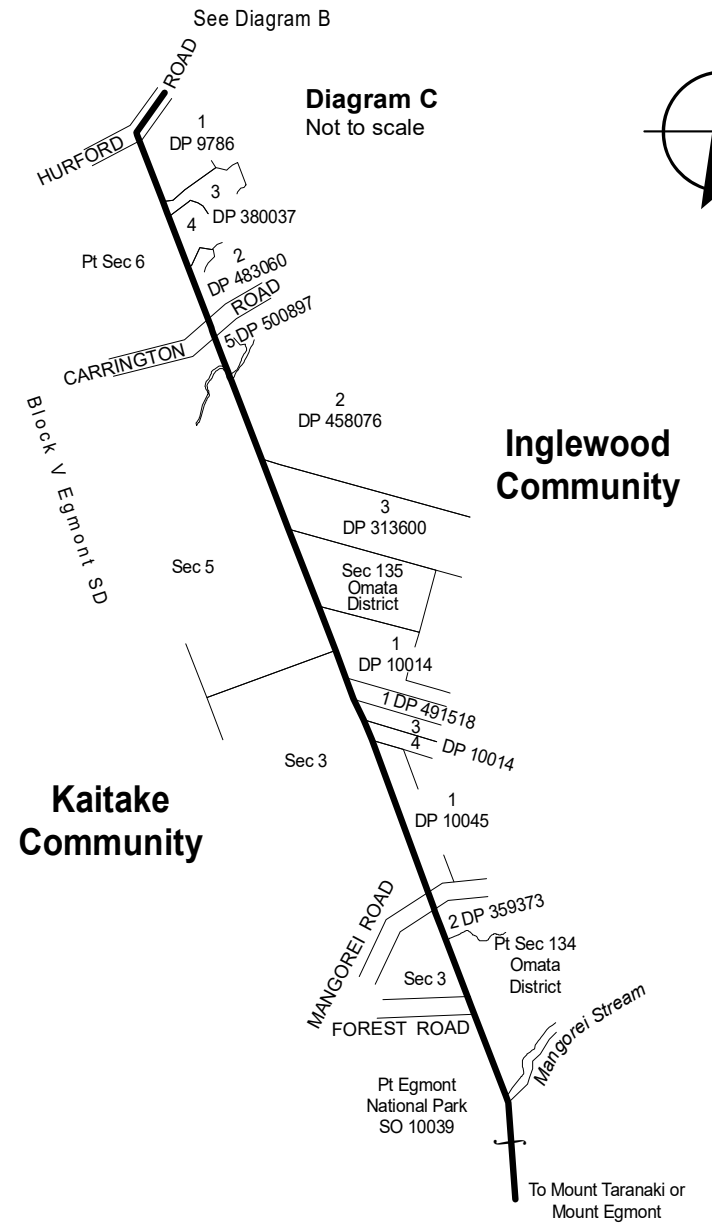 See Diagram B
Diagram C
Not to scale
HURFORD ROAD
1
DP 9786
3
4 DP 380037
Pt Sec 6
2
DP 483060
CARRINGTON ROAD
5 DP 500897
Block V Egmont SD
2
DP 458076
Inglewood
Community
3
DP 313600
Sec 5
Sec 135
Omata
District
1
DP 10014
1 DP 491518
3
4 DP 10014
Sec 3
Kaitake
Community
1
DP 10045
MANGOREI ROAD
2 DP 359373
Pt Sec 134
Omata
District
Sec 3
FOREST ROAD
Mangorei Stream
Pt Egmont
National Park
SO 10039
To Mount Taranaki or
Mount Egmont